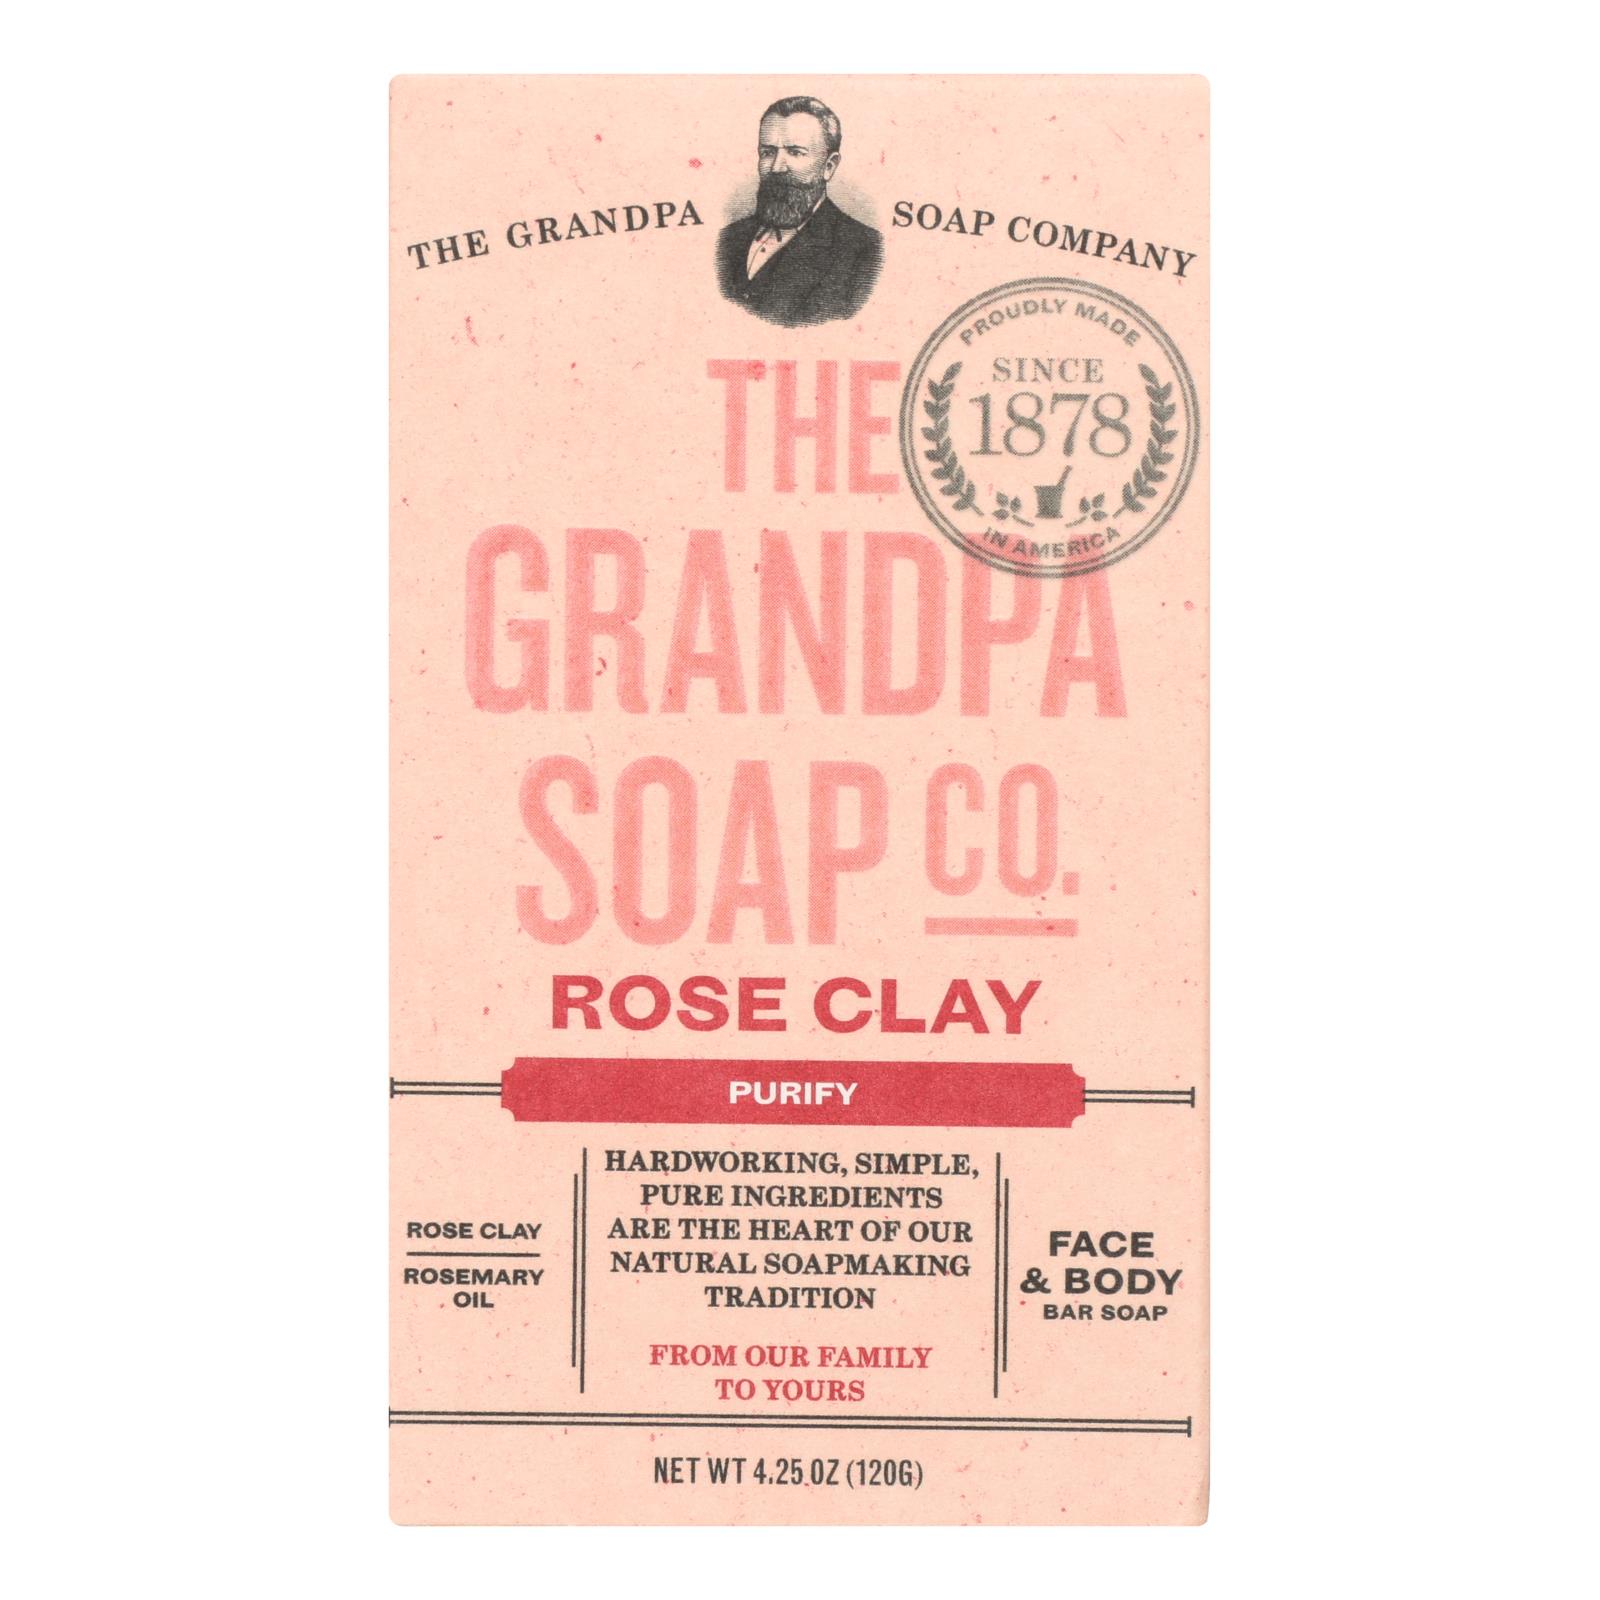 THE GRANDPA SOAP COMPANY
PROUDLY MADE
SINCE
1878
IN AMERICA
THE
GRANDPA
SOAP CO.
ROSE CLAY
PURIFY
ROSE CLAY
ROSEMARY
OIL
HARDWORKING, SIMPLE,
PURE INGREDIENTS
ARE THE HEART OF OUR
NATURAL SOAPMAKING
TRADITION
FROM OUR FAMILY
TO YOURS
FACE
& BODY
BAR SOAP
NET WT 4.25 OZ (120G)